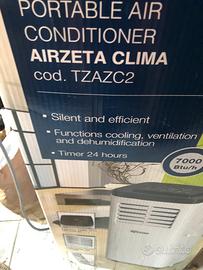 PORTABLE AIR
CONDITIONER
AIRZETA CLIMA
cod. TZAZC2
• Silent and efficient
• Functions cooling, ventilation
and dehumidification
• Timer 24 hours
7000
Btu/h
subito